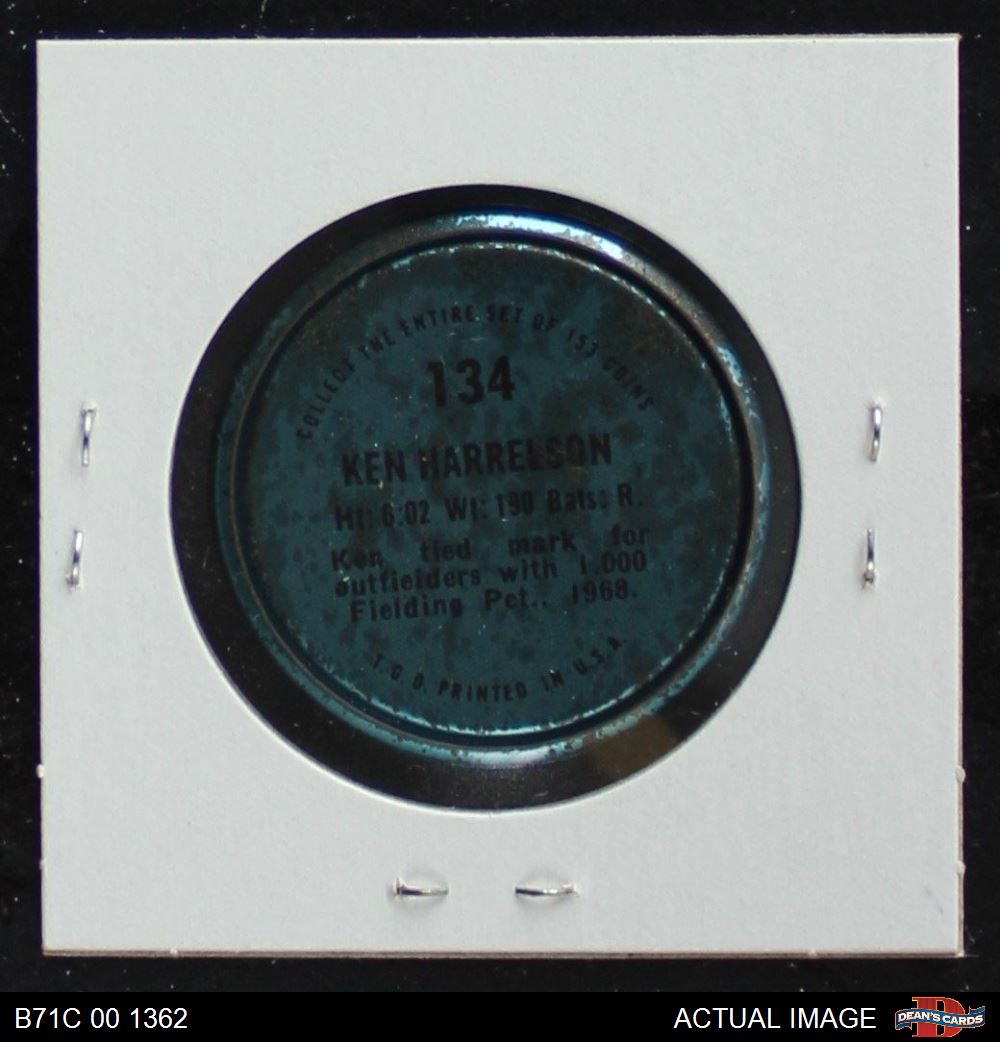 COLLECT THE ENTIRE SET OF 153 COINS
134
KEN HARRELSON
Ht: 6:02 Wt: 190 Bats: R.
Ken tied mark for
outfielders with 1.000
Fielding Pct., 1968.
T.G.D. PRINTED IN U.S.A.
B71C 00 1362
ACTUAL IMAGE
DEAN'S CARDS